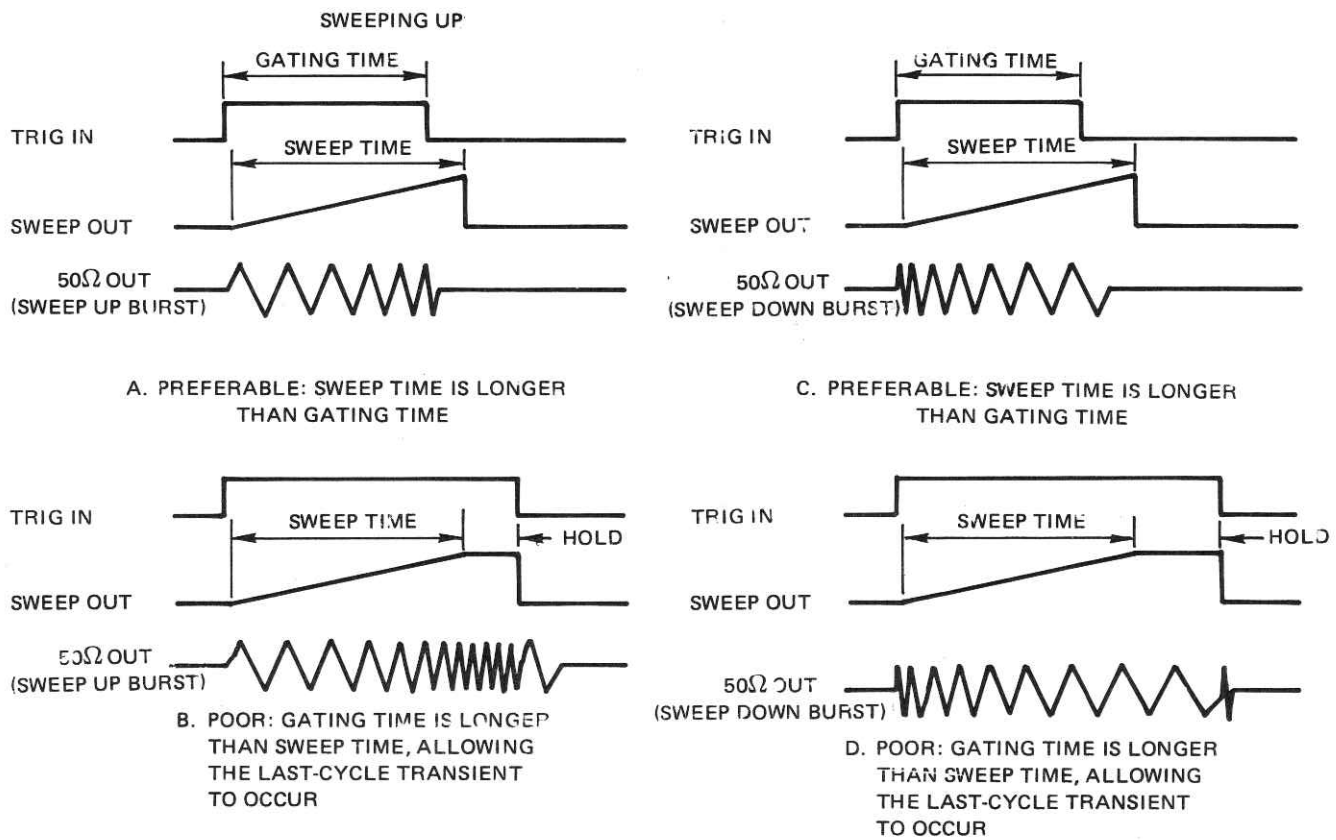 SWEEPING UP
GATING TIME
TRIG IN
SWEEP TIME
SWEEP OUT
50Ω OUT
(SWEEP UP BURST)
A. PREFERABLE: SWEEP TIME IS LONGER
THAN GATING TIME
GATING TIME
TRIG IN
SWEEP TIME
SWEEP OUT
50Ω OUT
(SWEEP DOWN BURST)
C. PREFERABLE: SWEEP TIME IS LONGER
THAN GATING TIME
TRIG IN
SWEEP TIME
HOLD
SWEEP OUT
50Ω OUT
(SWEEP UP BURST)
B. POOR: GATING TIME IS LONGER
THAN SWEEP TIME, ALLOWING
THE LAST-CYCLE TRANSIENT
TO OCCUR
TRIG IN
SWEEP TIME
HOLD
SWEEP OUT
50Ω OUT
(SWEEP DOWN BURST)
D. POOR: GATING TIME IS LONGER
THAN SWEEP TIME, ALLOWING
THE LAST-CYCLE TRANSIENT
TO OCCUR